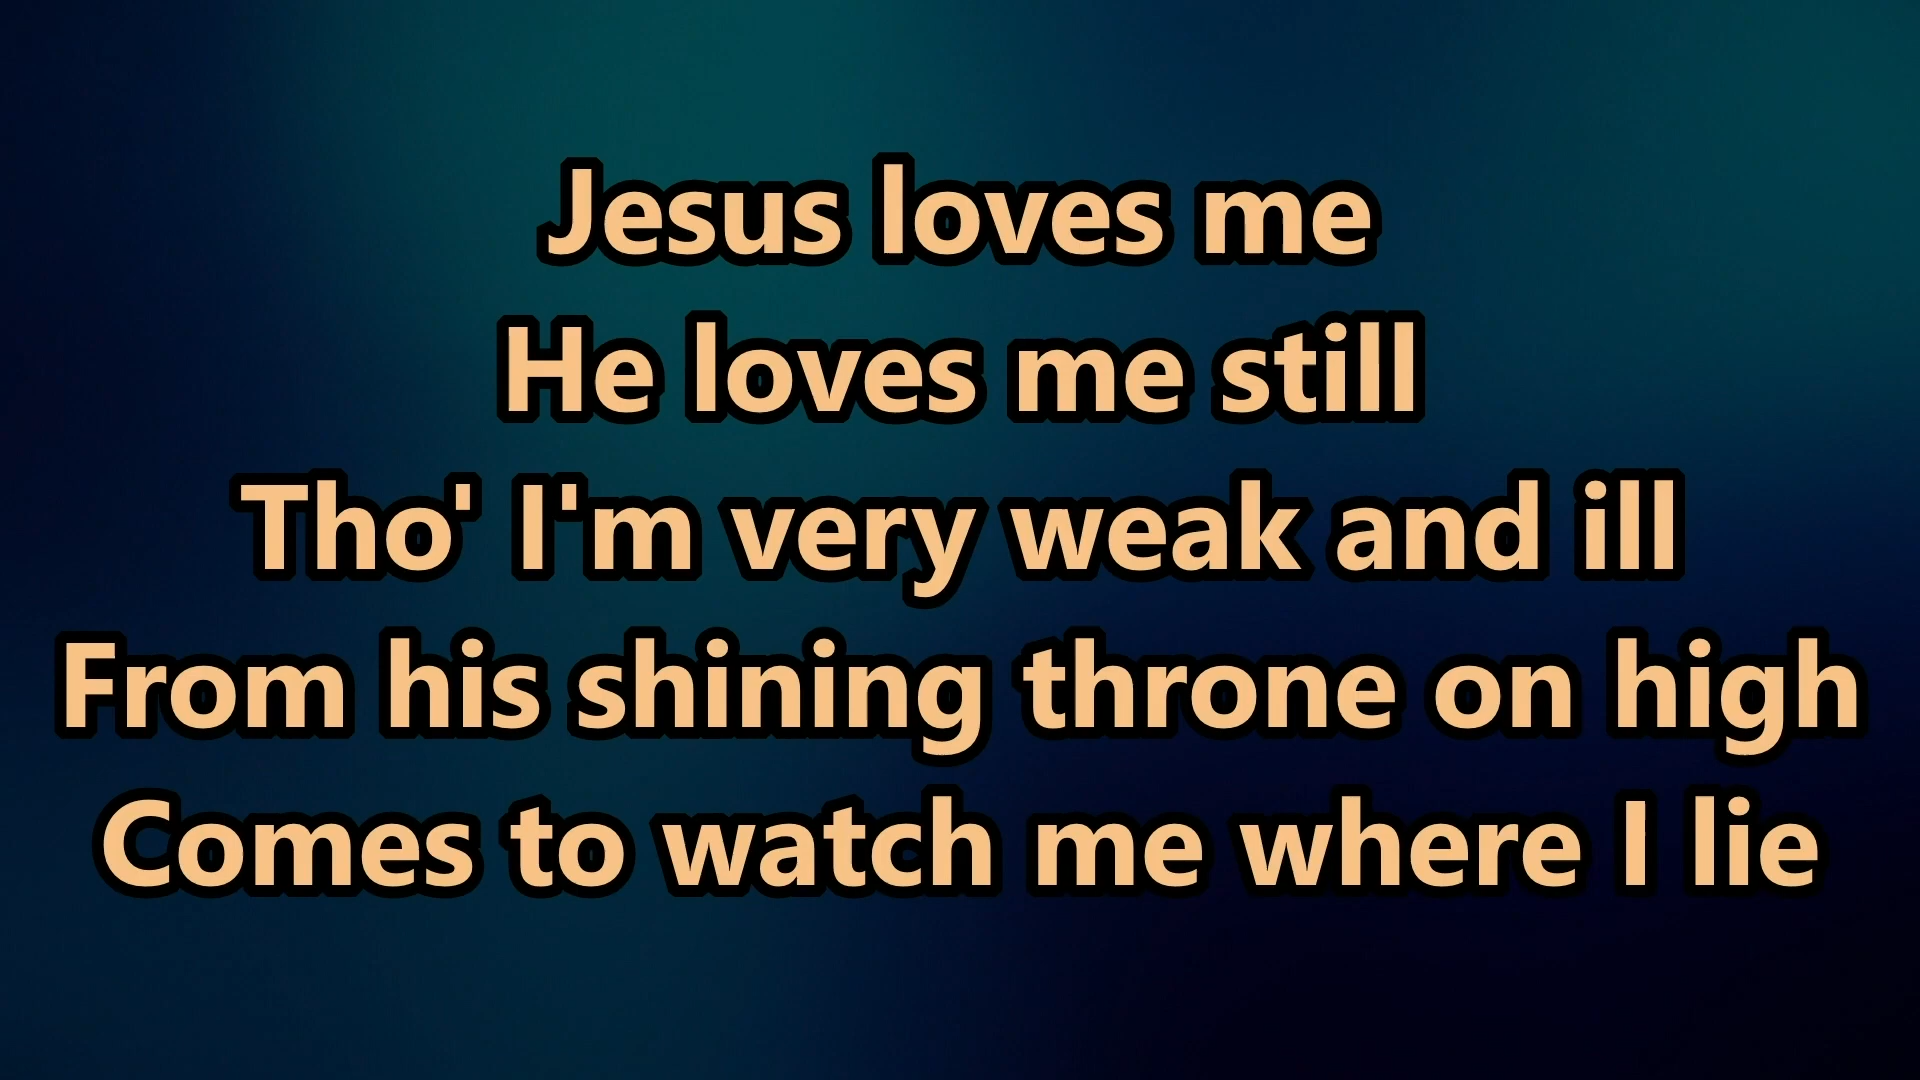 Jesus loves me
He loves me still
Tho' I'm very weak and ill
From his shining throne on high
Comes to watch me where I lie